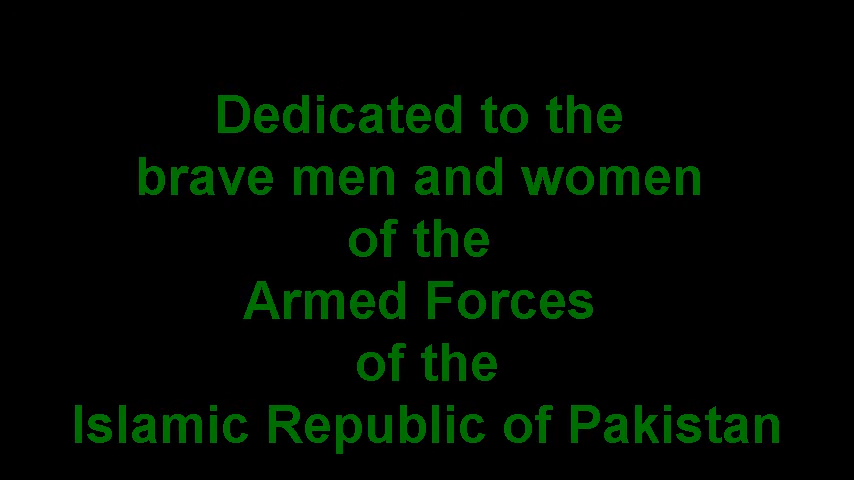 Dedicated to the
brave men and women
of the
Armed Forces
of the
Islamic Republic of Pakistan